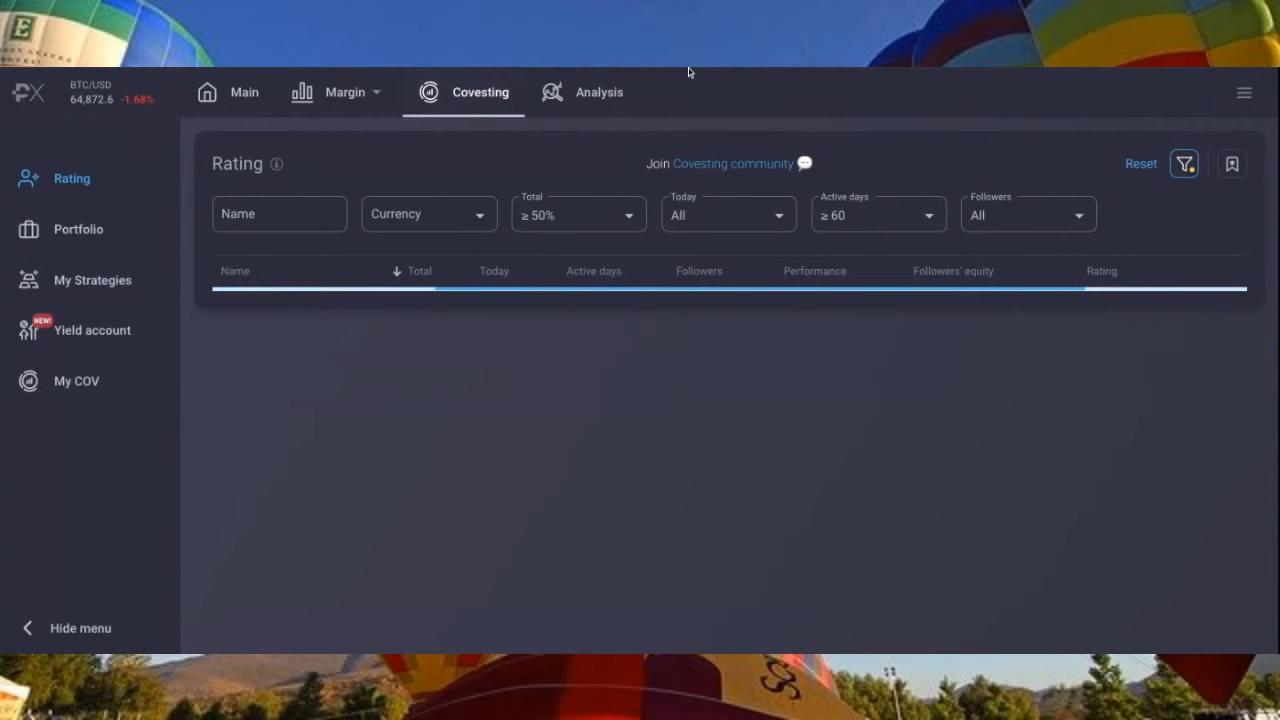 E
PX
BTC/USD
64,872.6 -1.68%
Main
Margin
Covesting
Analysis
Rating
Portfolio
My Strategies
NEW!
Yield account
My COV
Hide menu
Rating
Join Covesting community
Reset
Name
Currency
Total
≥ 50%
Today
All
Active days
≥ 60
Followers
All
Name
Total
Today
Active days
Followers
Performance
Followers' equity
Rating